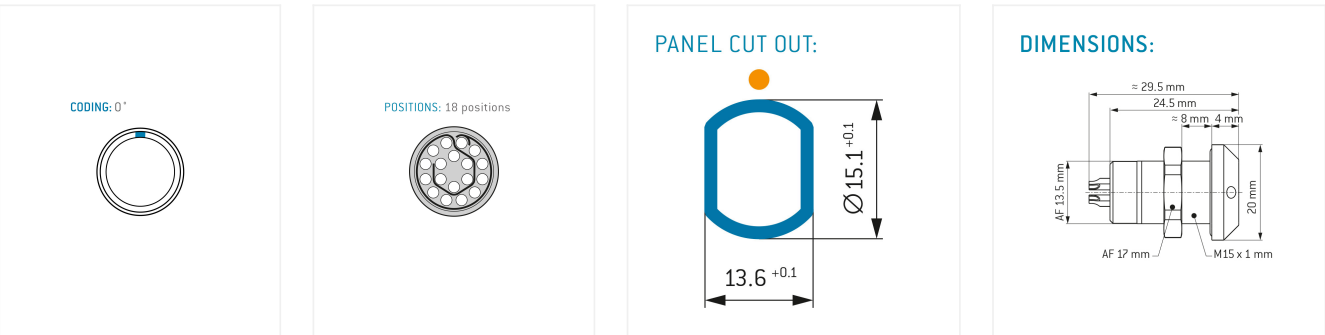 CODING: 0°
POSITIONS: 18 positions
PANEL CUT OUT:
Ø15.1 +0.1
13.6 +0.1
DIMENSIONS:
≈ 29.5 mm
24.5 mm
≈ 8 mm 4 mm
AF 13.5 mm
20 mm
AF 17 mm
M15 x 1 mm